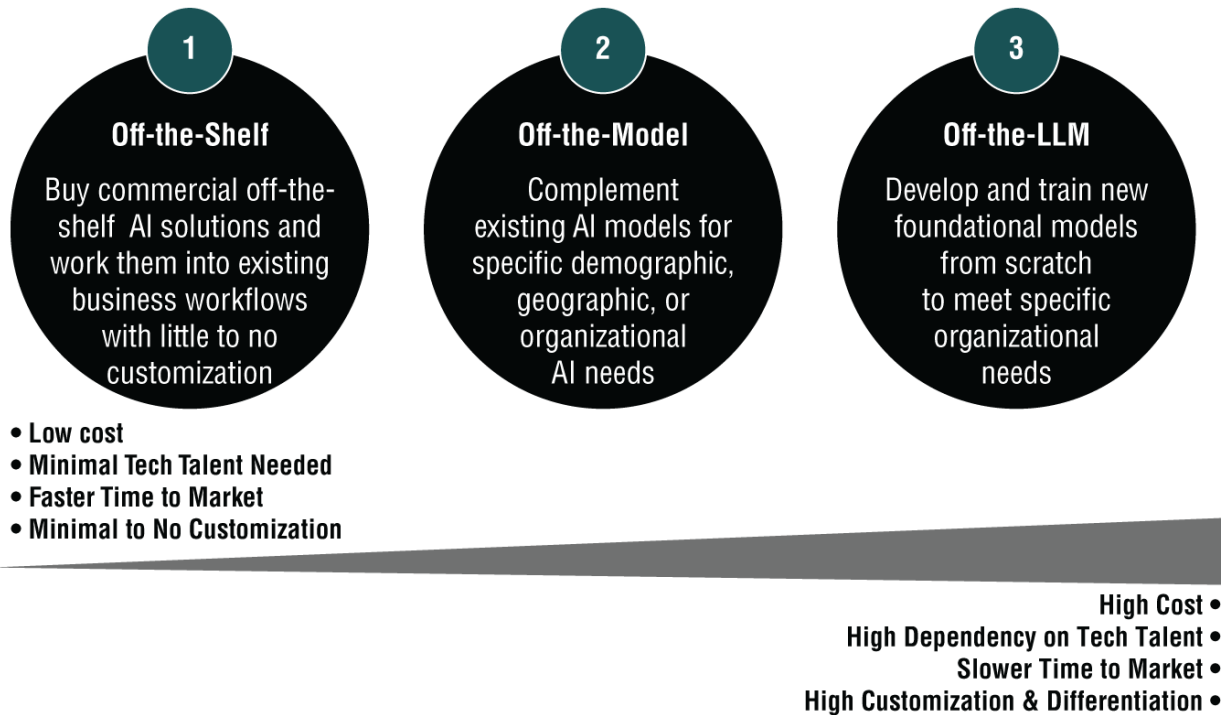 1
Off-the-Shelf
Buy commercial off-the-
shelf AI solutions and
work them into existing
business workflows
with little to no
customization
2
Off-the-Model
Complement
existing AI models for
specific demographic,
geographic, or
organizational
AI needs
3
Off-the-LLM
Develop and train new
foundational models
from scratch
to meet specific
organizational
needs
• Low cost
• Minimal Tech Talent Needed
• Faster Time to Market
• Minimal to No Customization
High Cost •
High Dependency on Tech Talent •
Slower Time to Market •
High Customization & Differentiation •